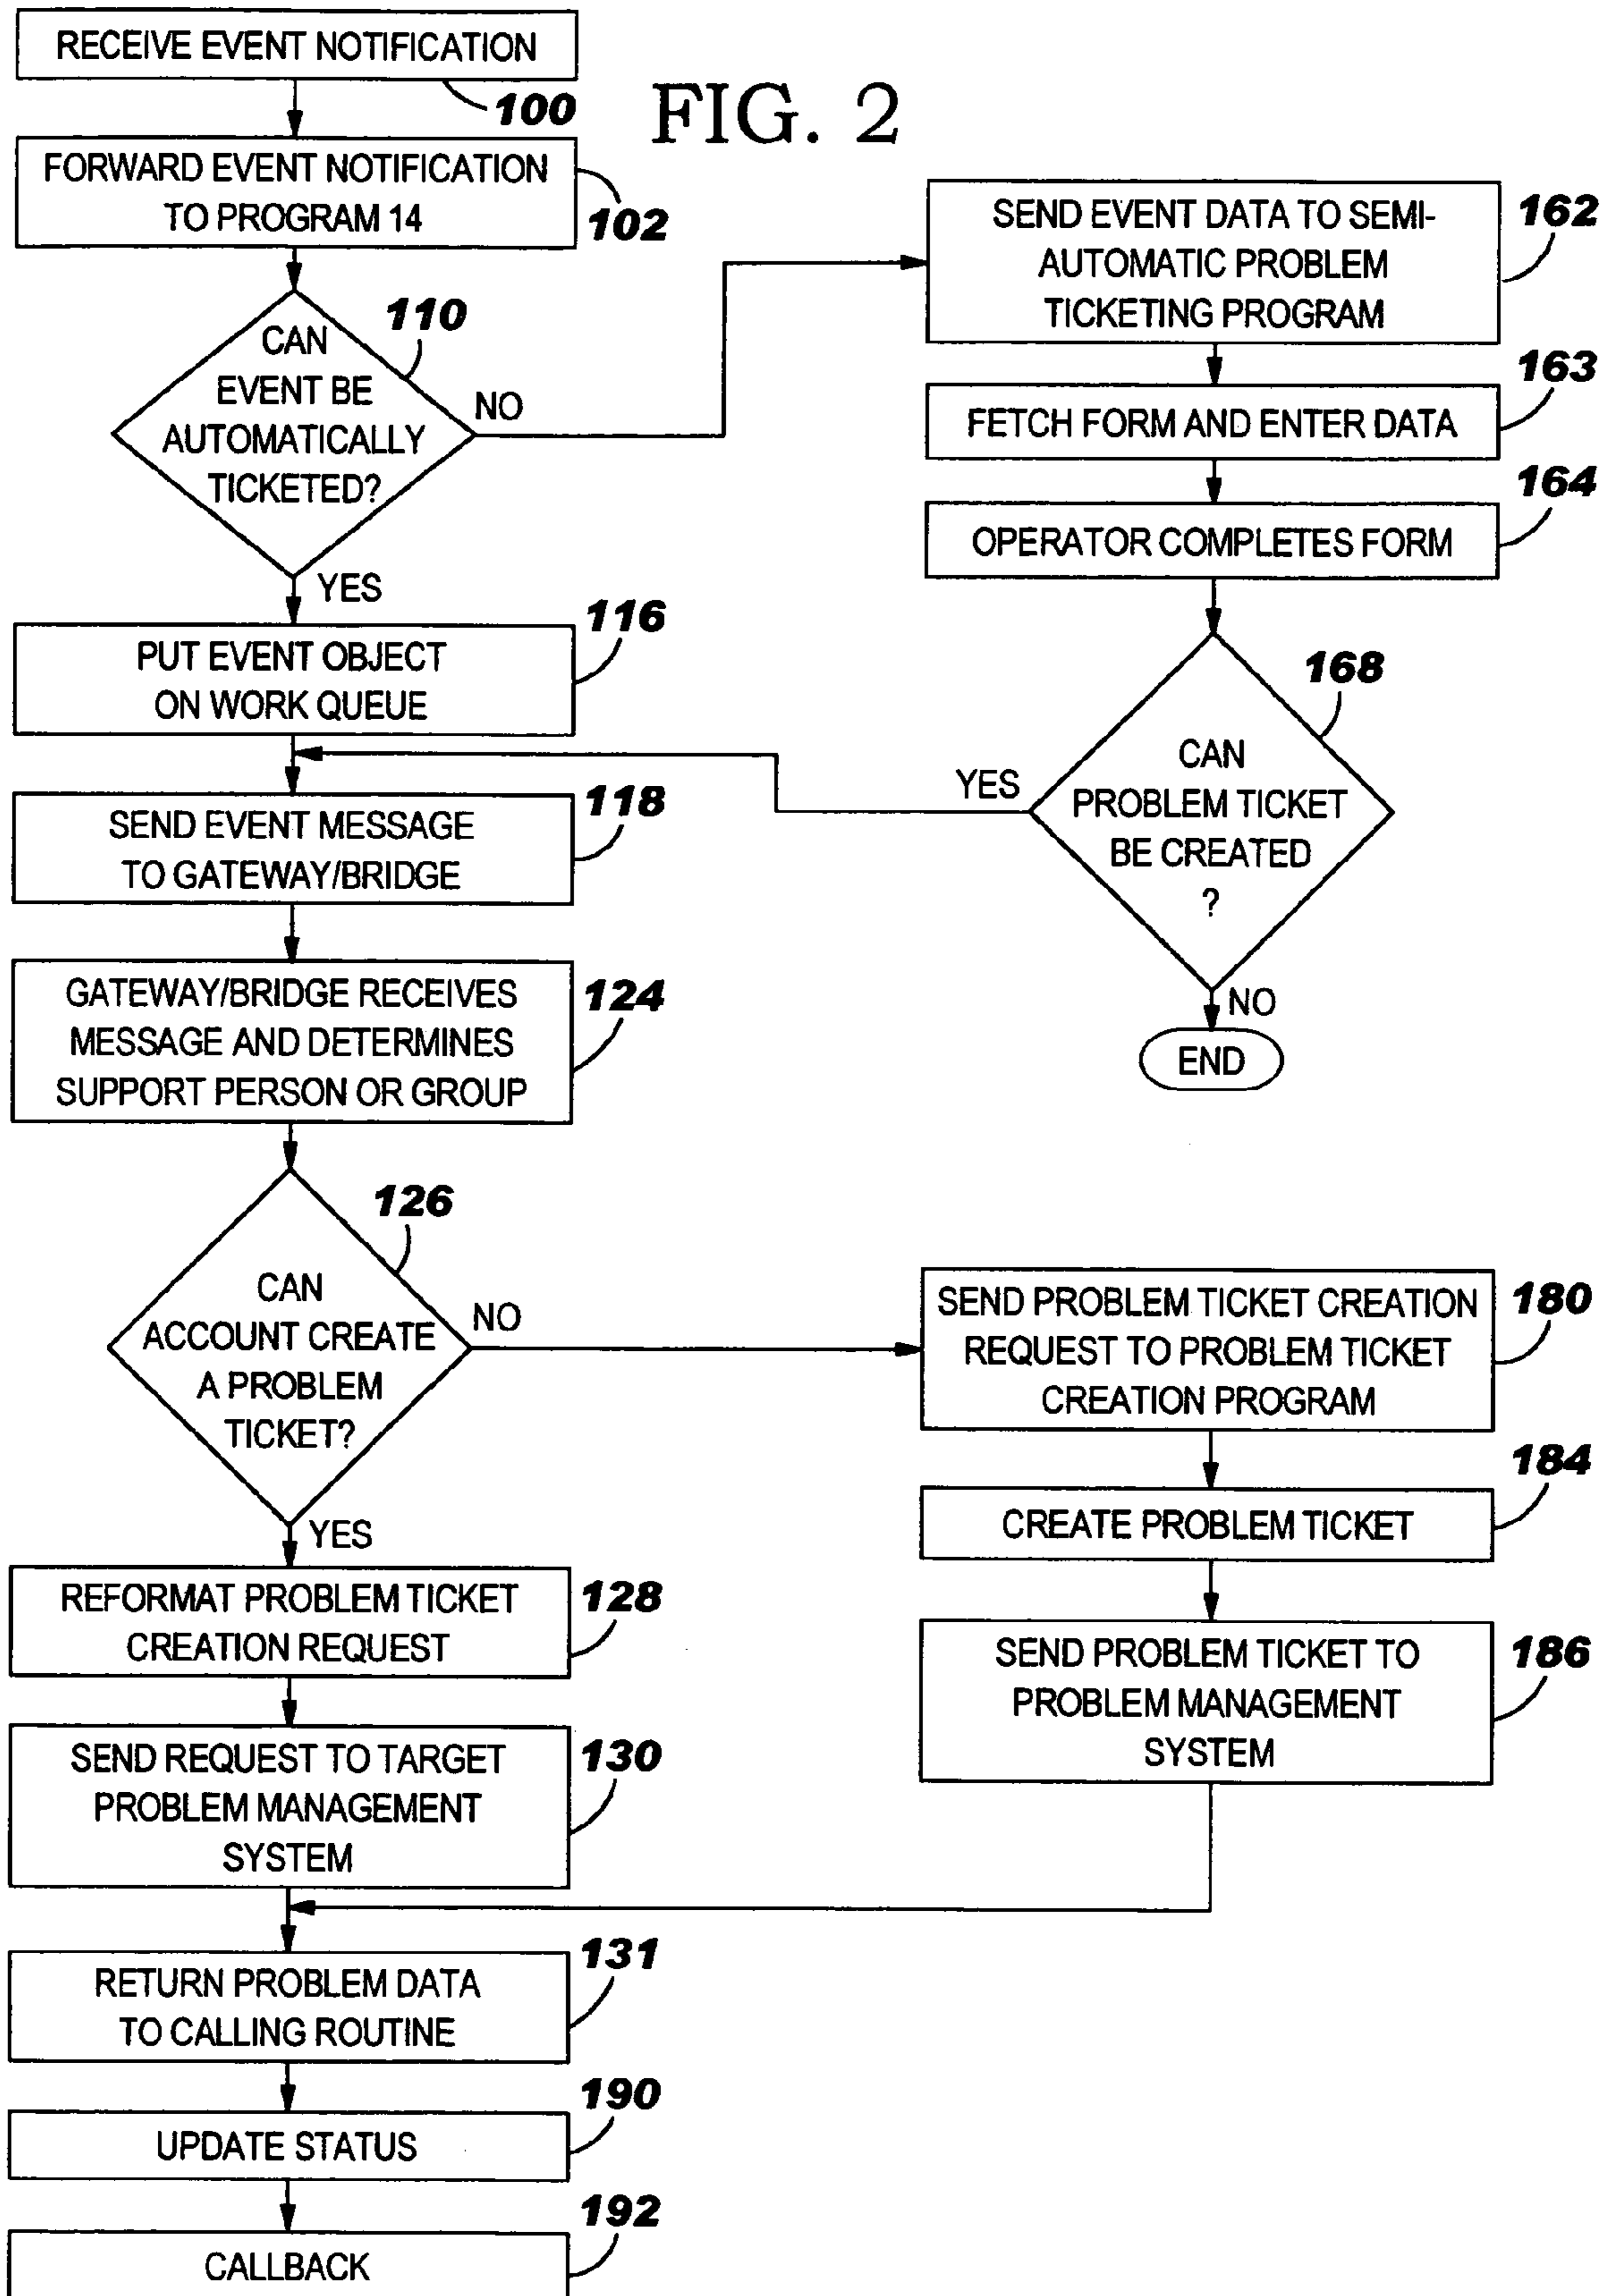 RECEIVE EVENT NOTIFICATION
100
FIG. 2
FORWARD EVENT NOTIFICATION
TO PROGRAM 14
102
CAN
EVENT BE
AUTOMATICALLY
TICKETED?
110
NO
YES
SEND EVENT DATA TO SEMI-
AUTOMATIC PROBLEM
TICKETING PROGRAM
162
FETCH FORM AND ENTER DATA
163
OPERATOR COMPLETES FORM
164
CAN
PROBLEM TICKET
BE CREATED
?
168
YES
NO
END
PUT EVENT OBJECT
ON WORK QUEUE
116
SEND EVENT MESSAGE
TO GATEWAY/BRIDGE
118
GATEWAY/BRIDGE RECEIVES
MESSAGE AND DETERMINES
SUPPORT PERSON OR GROUP
124
CAN
ACCOUNT CREATE
A PROBLEM
TICKET?
126
NO
YES
SEND PROBLEM TICKET CREATION
REQUEST TO PROBLEM TICKET
CREATION PROGRAM
180
CREATE PROBLEM TICKET
184
SEND PROBLEM TICKET TO
PROBLEM MANAGEMENT
SYSTEM
186
REFORMAT PROBLEM TICKET
CREATION REQUEST
128
SEND REQUEST TO TARGET
PROBLEM MANAGEMENT
SYSTEM
130
RETURN PROBLEM DATA
TO CALLING ROUTINE
131
UPDATE STATUS
190
CALLBACK
192